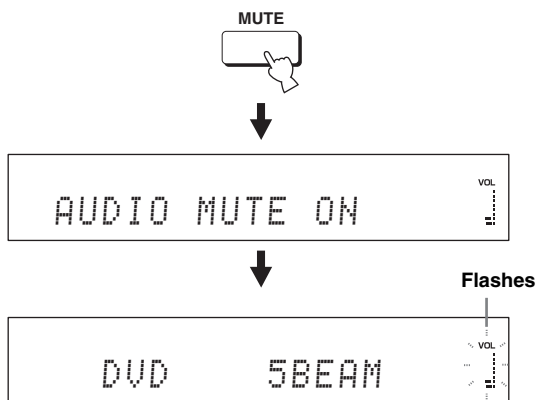 MUTE
VOL
AUDIO MUTE ON
Flashes
VOL
DVD 5BEAM